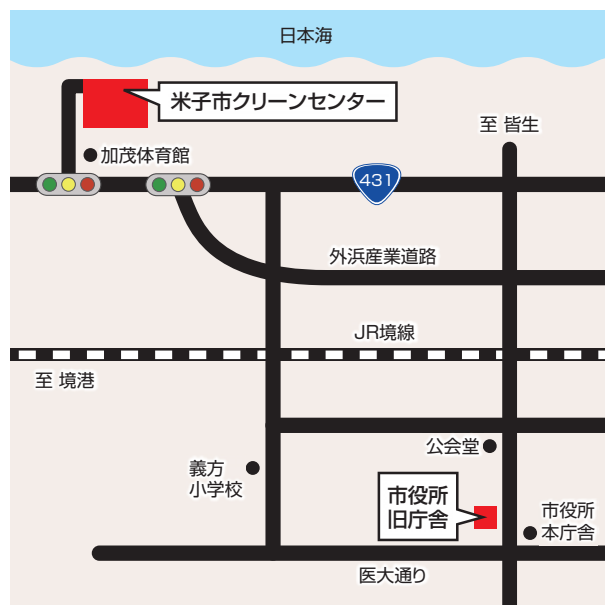 日本海
米子市クリーンセンター
至 皆生
加茂体育館
431
外浜産業道路
JR境線
至 境港
公会堂
義方
小学校
市役所
旧庁舎
市役所
本庁舎
医大通り